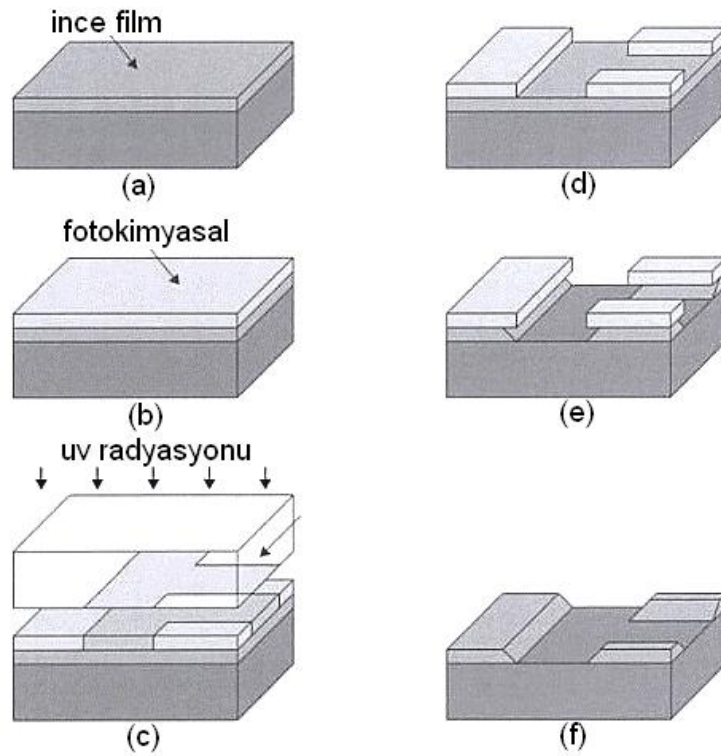 ince film
(a)
fotokimyasal
(b)
uv radyasyonu
(c)
(d)
(e)
(f)